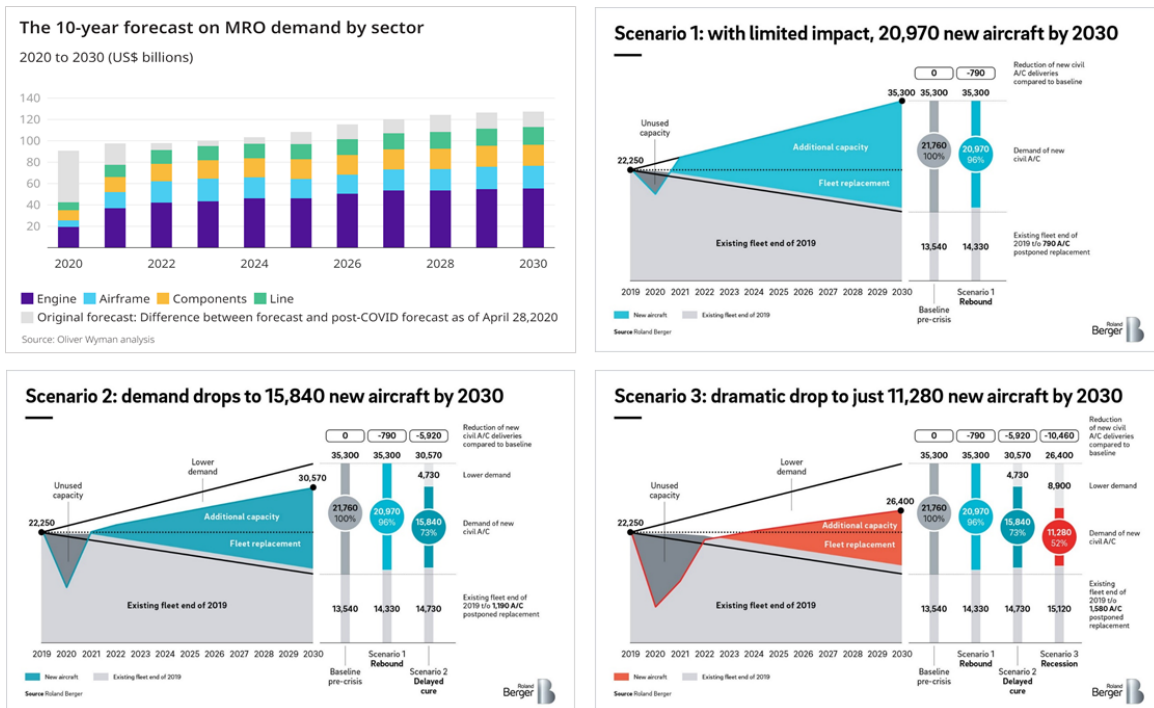 The 10-year forecast on MRO demand by sector
2020 to 2030 (US$ billions)
140
120
100
80
60
40
20
2020 2022 2024 2026 2028 2030
Engine Airframe Components Line
Original forecast: Difference between forecast and post-COVID forecast as of April 28,2020
Source: Oliver Wyman analysis
Scenario 1: with limited impact, 20,970 new aircraft by 2030
0 -790
Reduction of new civil
A/C deliveries
compared to baseline
35,300 35,300 35,300
Unused
capacity
22,250
Additional capacity
Fleet replacement
21,760
100%
20,970
96%
Demand of
new civil A/C
Existing fleet end of 2019
13,540 14,330
Existing fleet end of
2019 t/o 790 A/C
postponed replacement
2019 2020 2021 2022 2023 2024 2025 2026 2027 2028 2029 2030
Baseline
pre-crisis
Scenario 1
Rebound
New aircraft Existing fleet end of 2019
Source Roland Berger
Roland
Berger
B
Scenario 2: demand drops to 15,840 new aircraft by 2030
0 -790 -5,920
Reduction of new
civil A/C deliveries
compared to baseline
35,300 35,300 30,570
Lower
demand
4,730
Lower demand
Unused
capacity
30,570
22,250
Additional capacity
Fleet replacement
21,760
100%
20,970
96%
15,840
73%
Demand of new
civil A/C
Existing fleet end of 2019
13,540 14,330 14,730
Existing fleet end of
2019 t/o 1,190 A/C
postponed replacement
2019 2020 2021 2022 2023 2024 2025 2026 2027 2028 2029 2030
Baseline
pre-crisis
Scenario 1
Rebound
Scenario 2
Delayed
cure
New aircraft Existing fleet end of 2019
Source Roland Berger
Roland
Berger
B
Scenario 3: dramatic drop to just 11,280 new aircraft by 2030
0 -790 -5,920 -10,460
Reduction
of new civil
A/C deliveries
compared to
baseline
35,300 35,300 30,570 26,400
Lower
demand
4,730
8,900
Lower demand
Unused
capacity
26,400
22,250
Additional capacity
Fleet replacement
21,760
100%
20,970
96%
15,840
73%
11,280
52%
Demand of new
civil A/C
Existing fleet end of 2019
13,540 14,330 14,730 15,120
Existing
fleet end of
2019 t/o
1,580 A/C
postponed
replacement
2019 2020 2021 2022 2023 2024 2025 2026 2027 2028 2029 2030
Baseline
pre-crisis
Scenario 1
Rebound
Scenario 2
Delayed
cure
Scenario 3
Recession
New aircraft Existing fleet end of 2019
Source Roland Berger
Roland
Berger
B